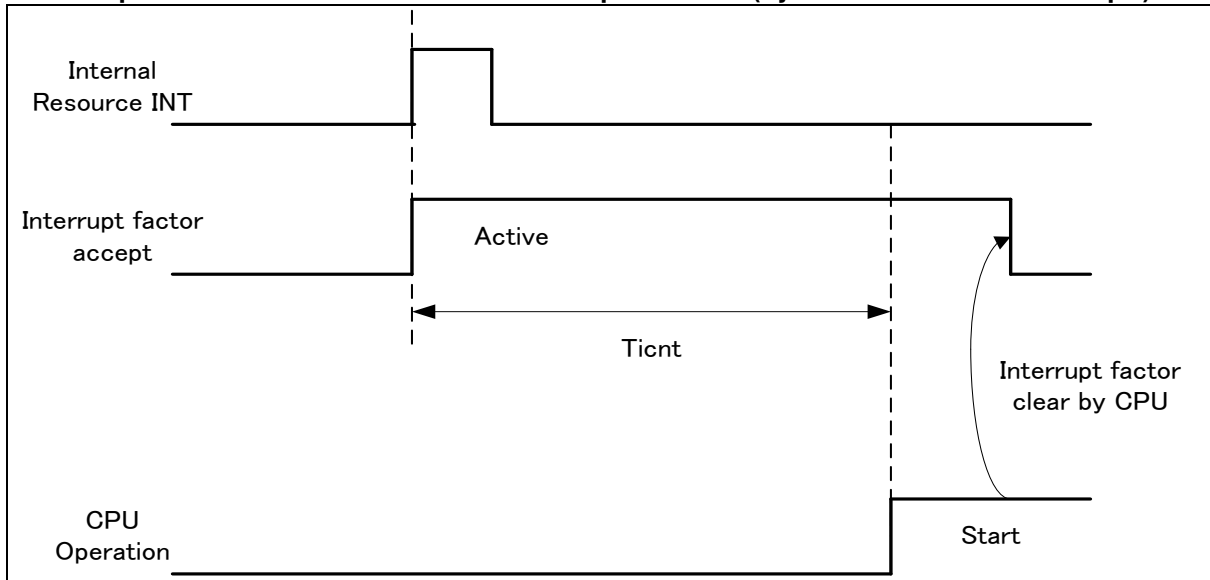 Internal
Resource INT
Interrupt factor
accept
Active
Ticnt
Interrupt factor
clear by CPU
CPU
Operation
Start